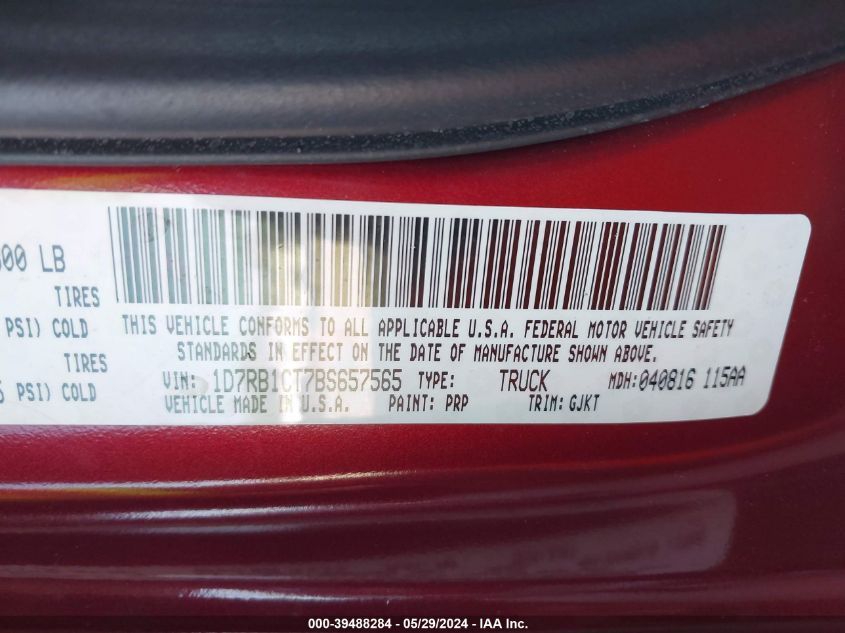 600 LB
TIRES
PSI) COLD
TIRES
PSI) COLD
THIS VEHICLE CONFORMS TO ALL APPLICABLE U.S.A. FEDERAL MOTOR VEHICLE SAFETY
STANDARDS IN EFFECT ON THE DATE OF MANUFACTURE SHOWN ABOVE.
VIN: 1D7RB1CT7BS657565 TYPE: TRUCK MDH:040816 115AA
VEHICLE MADE IN U.S.A. PAINT: PRP TRIM: GJKT
000-39488284 - 05/29/2024 - IAA Inc.